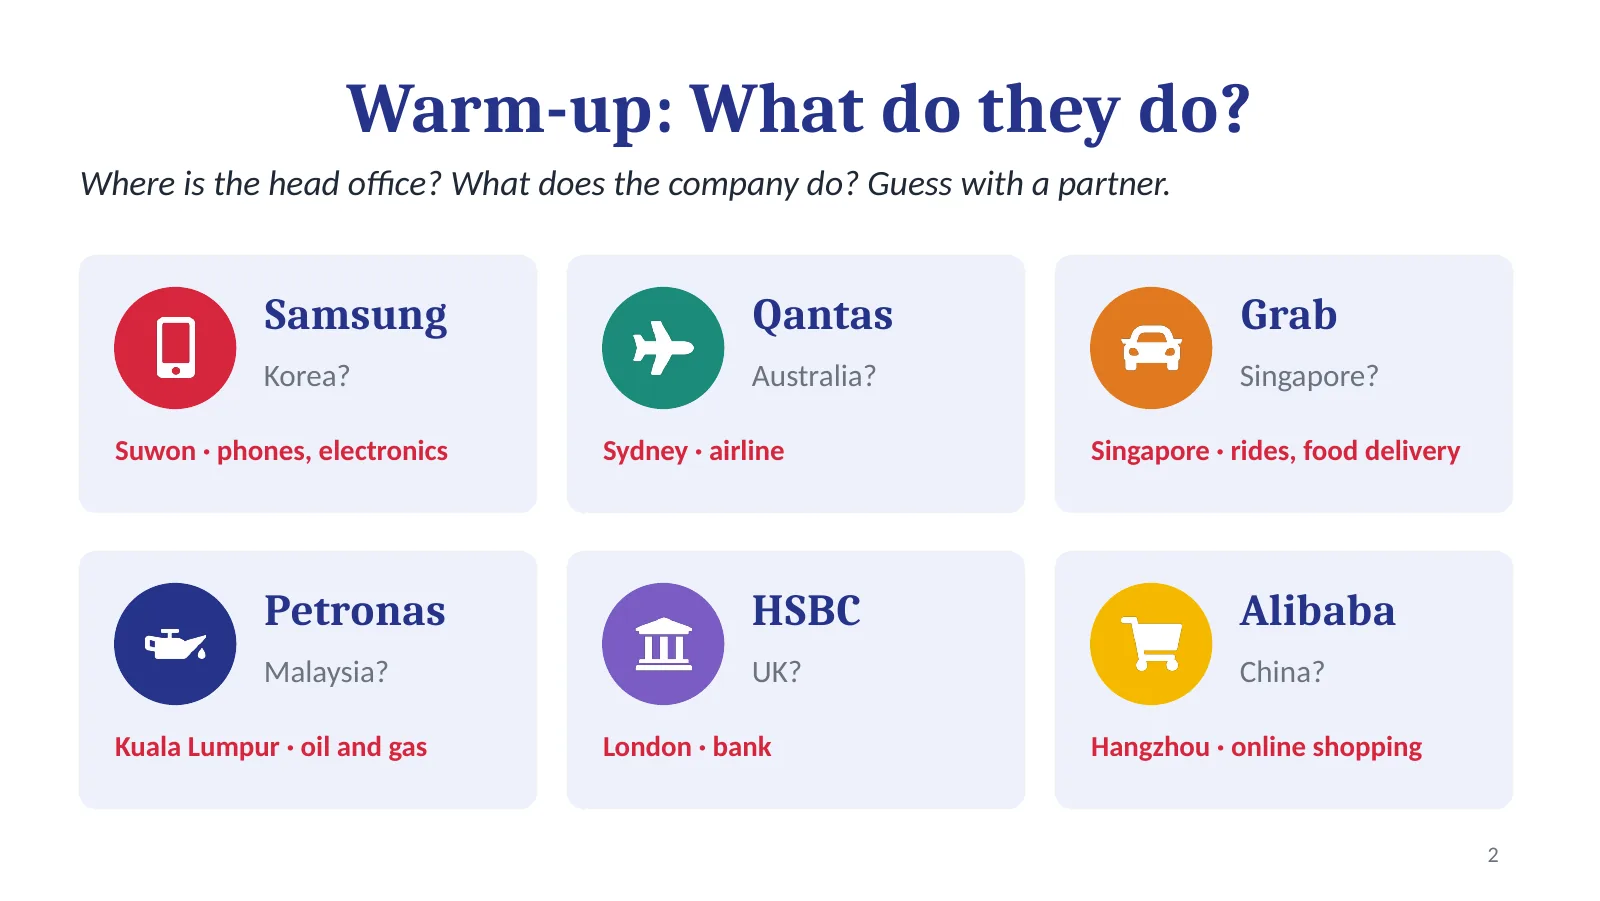 Warm-up: What do they do?
Where is the head office? What does the company do? Guess with a partner.
Samsung
Korea?
Suwon · phones, electronics
Qantas
Australia?
Sydney · airline
Grab
Singapore?
Singapore · rides, food delivery
Petronas
Malaysia?
Kuala Lumpur · oil and gas
HSBC
UK?
London · bank
Alibaba
China?
Hangzhou · online shopping
2